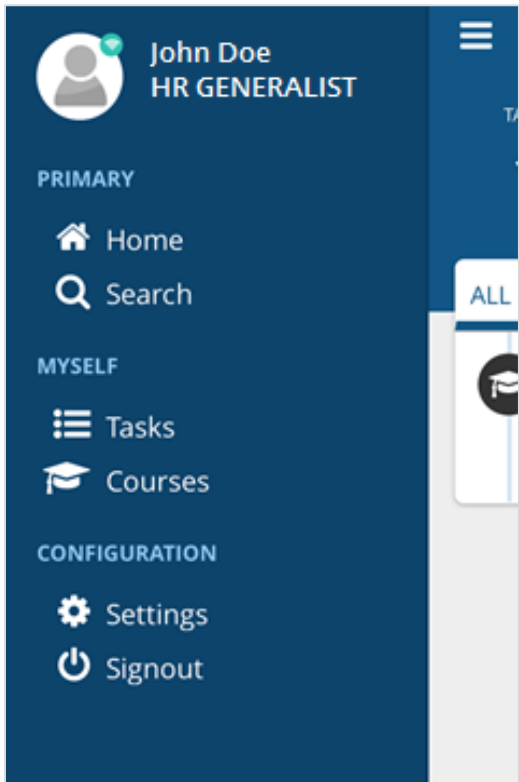 John Doe
HR GENERALIST
PRIMARY
Home
Search
MYSELF
Tasks
Courses
CONFIGURATION
Settings
Signout
ALL